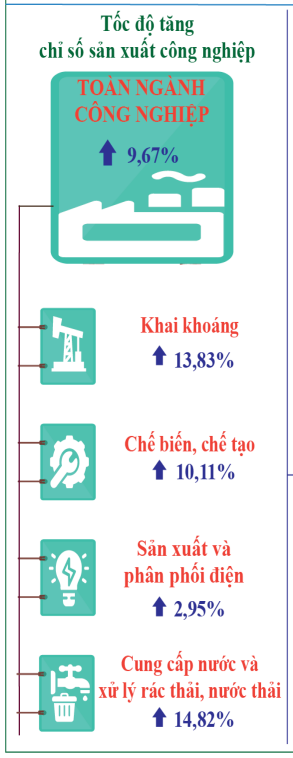 Tốc độ tăng
chỉ số sản xuất công nghiệp
TOÀN NGÀNH
CÔNG NGHIỆP
9,67%
Khai khoáng
13,83%
Chế biến, chế tạo
10,11%
Sản xuất và
phân phối điện
2,95%
Cung cấp nước và
xử lý rác thải, nước thải
14,82%